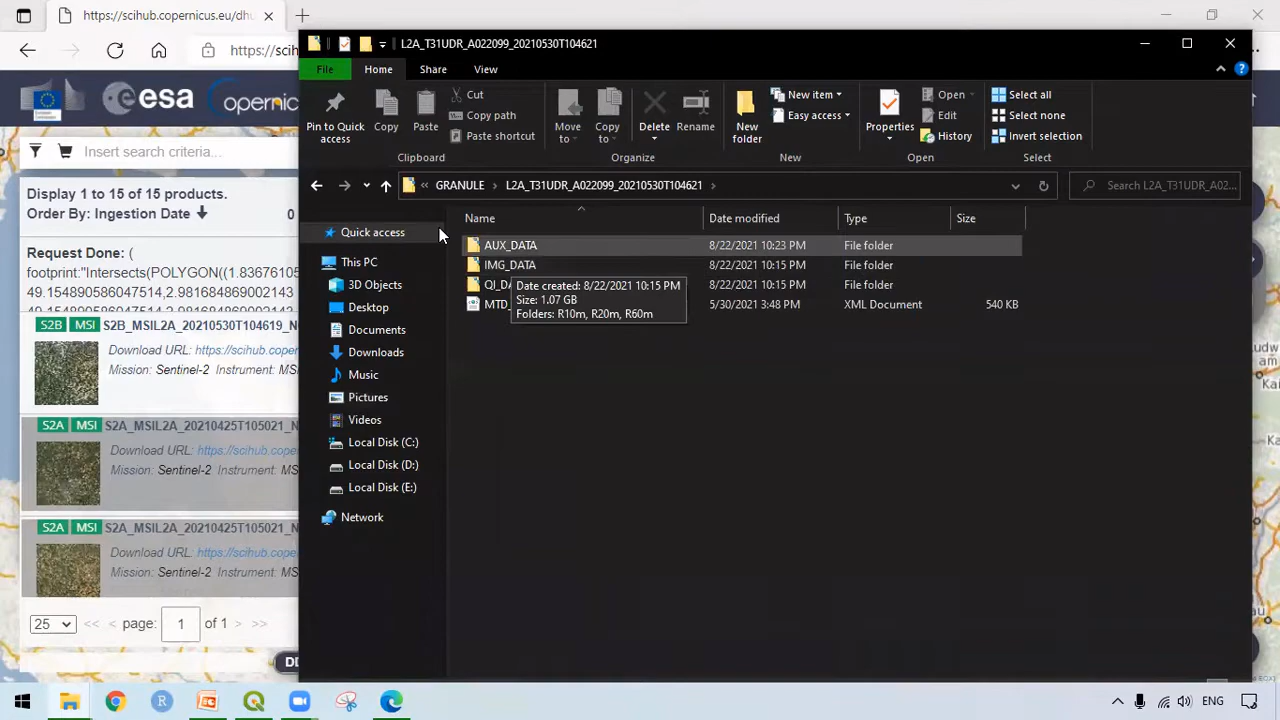 https://scihub.copernicus.eu/dhu
L2A_T31UDR_A022099_20210530T104621
https://scih
File
Home
Share
View
Pin to Quick access
Copy
Paste
Cut
Copy path
Paste shortcut
Clipboard
Move to
Copy to
Delete
Rename
Organize
New folder
New item
Easy access
New
Properties
Open
Edit
History
Open
Select all
Select none
Invert selection
Select
esa
opernic
GRANULE > L2A_T31UDR_A022099_20210530T104621 >
Search L2A_T31UDR_A02...
Insert search criteria...
Display 1 to 15 of 15 products.
Order By: Ingestion Date
0
Request Done: (
footprint:"Intersects(POLYGON((1.83676105
49.154890586047514,2.981684869002143
S2B MSI S2B_MSIL2A_20210530T104619_N
Download URL: https://scihub.coper
Mission: Sentinel-2 Instrument: MS
S2A MSI S2A_MSIL2A_20210425T105021_N
Download URL: https://scihub.cope
Mission: Sentinel-2 Instrument: MS
S2A MSI S2A_MSIL2A_20210425T105021_N
Download URL: https://scihub.cope
Mission: Sentinel-2 Instrument: MS
25 << < page: 1 of 1 > >>
Quick access
This PC
3D Objects
Desktop
Documents
Downloads
Music
Pictures
Videos
Local Disk (C:)
Local Disk (D:)
Local Disk (E:)
Network
Name Date modified Type Size
AUX_DATA 8/22/2021 10:23 PM File folder
IMG_DATA 8/22/2021 10:15 PM File folder
QI_DA 8/22/2021 10:15 PM File folder
MTD 5/30/2021 3:48 PM XML Document 540 KB
Date created: 8/22/2021 10:15 PM
Size: 1.07 GB
Folders: R10m, R20m, R60m
ENG